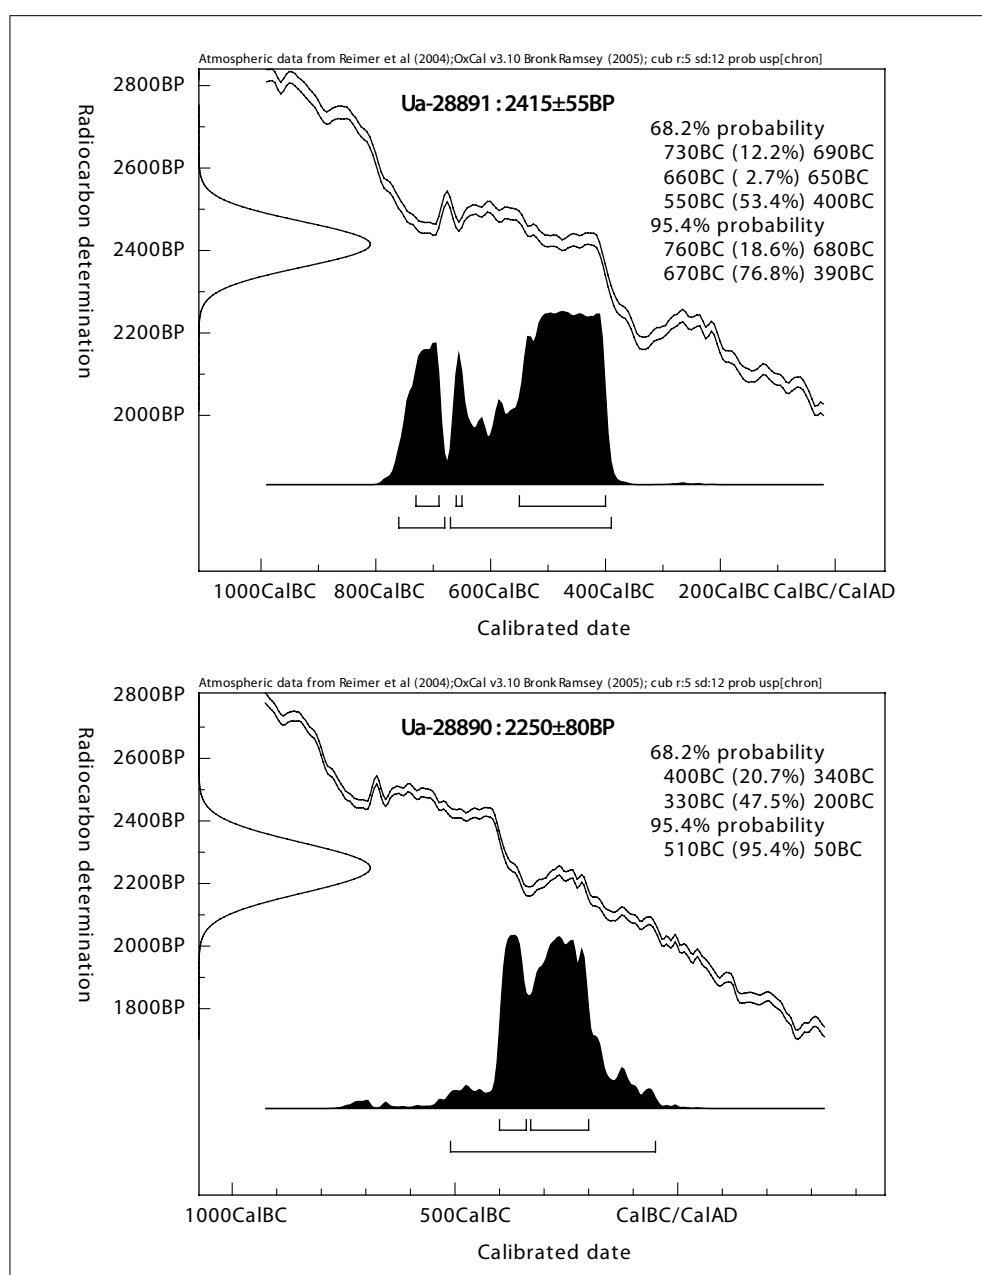 Atmospheric data from Reimer et al (2004);OxCal v3.10 Bronk Ramsey (2005); cub r:5 sd:12 prob usp[chron]
2800BP
2600BP
2400BP
2200BP
2000BP
Radiocarbon determination
Ua-28891 : 2415±55BP
68.2% probability
730BC (12.2%) 690BC
660BC ( 2.7%) 650BC
550BC (53.4%) 400BC
95.4% probability
760BC (18.6%) 680BC
670BC (76.8%) 390BC
1000CalBC 800CalBC 600CalBC 400CalBC 200CalBC CalBC/CalAD
Calibrated date
Atmospheric data from Reimer et al (2004);OxCal v3.10 Bronk Ramsey (2005); cub r:5 sd:12 prob usp[chron]
2800BP
2600BP
2400BP
2200BP
2000BP
1800BP
Radiocarbon determination
Ua-28890 : 2250±80BP
68.2% probability
400BC (20.7%) 340BC
330BC (47.5%) 200BC
95.4% probability
510BC (95.4%) 50BC
1000CalBC 500CalBC CalBC/CalAD
Calibrated date